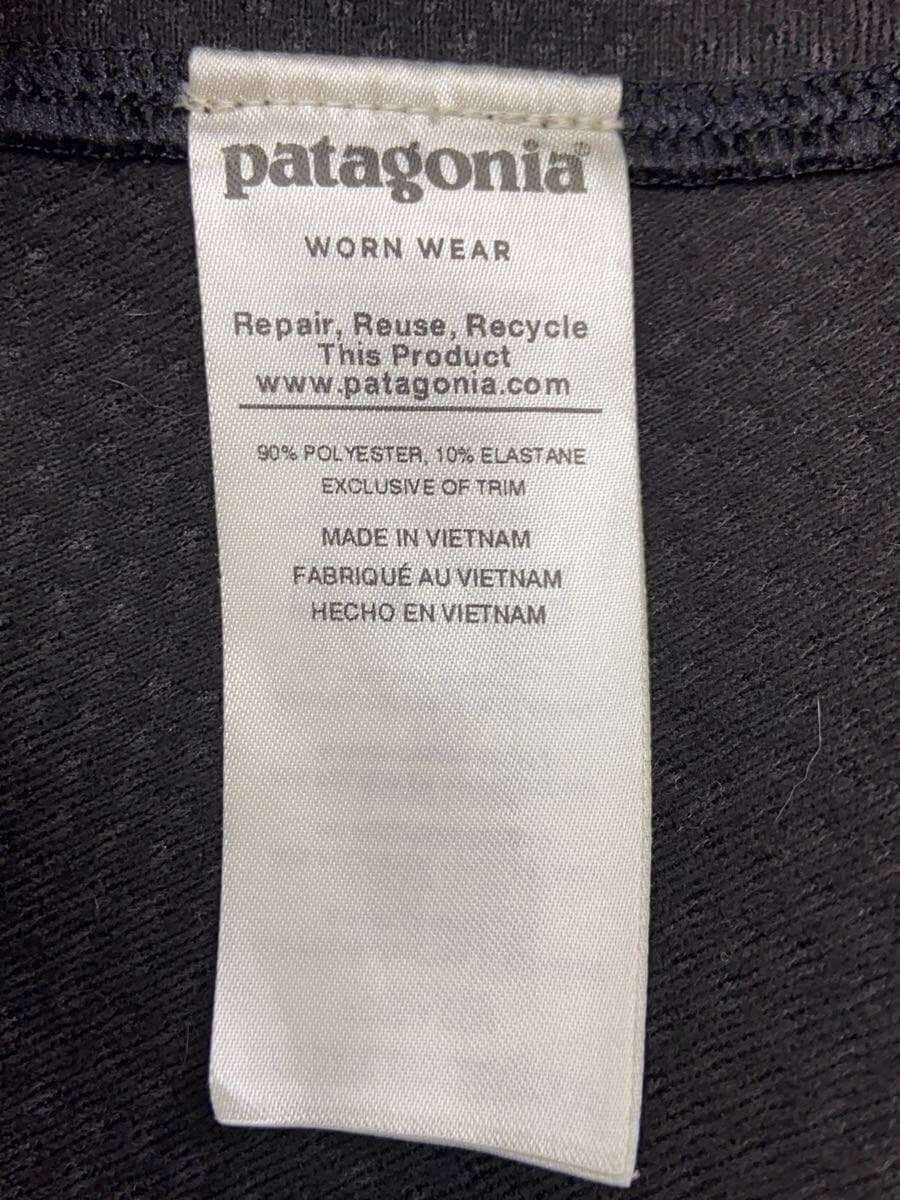 patagonia®
WORN WEAR
Repair, Reuse, Recycle
This Product
www.patagonia.com
90% POLYESTER, 10% ELASTANE
EXCLUSIVE OF TRIM
MADE IN VIETNAM
FABRIQUÉ AU VIETNAM
HECHO EN VIETNAM